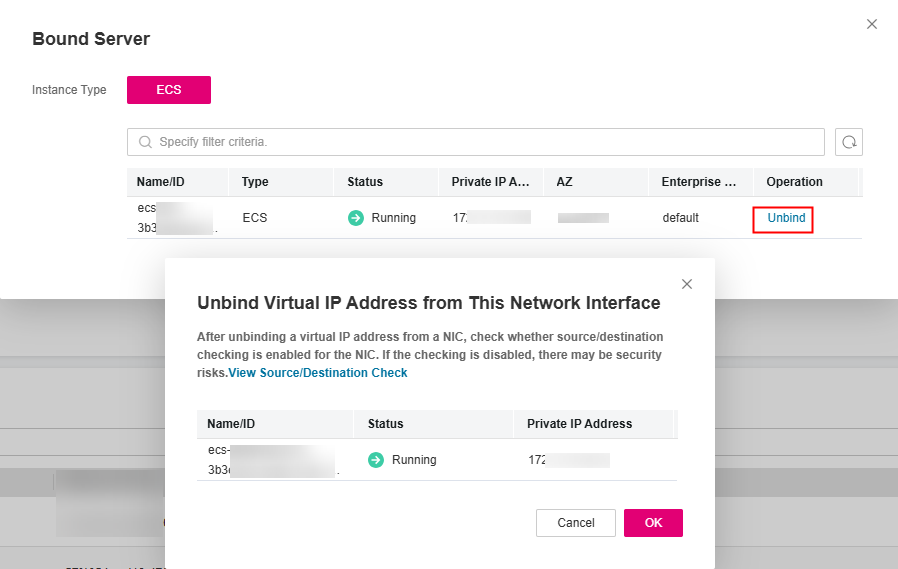 Bound Server
Instance Type
ECS
Specify filter criteria.
Name/ID Type Status Private IP A... AZ Enterprise ... Operation
ecs
ECS Running 17 default Unbind
3b3
Unbind Virtual IP Address from This Network Interface
After unbinding a virtual IP address from a NIC, check whether source/destination
checking is enabled for the NIC. If the checking is disabled, there may be security
risks.View Source/Destination Check
Name/ID Status Private IP Address
ecs-
Running 172
3b3
Cancel OK